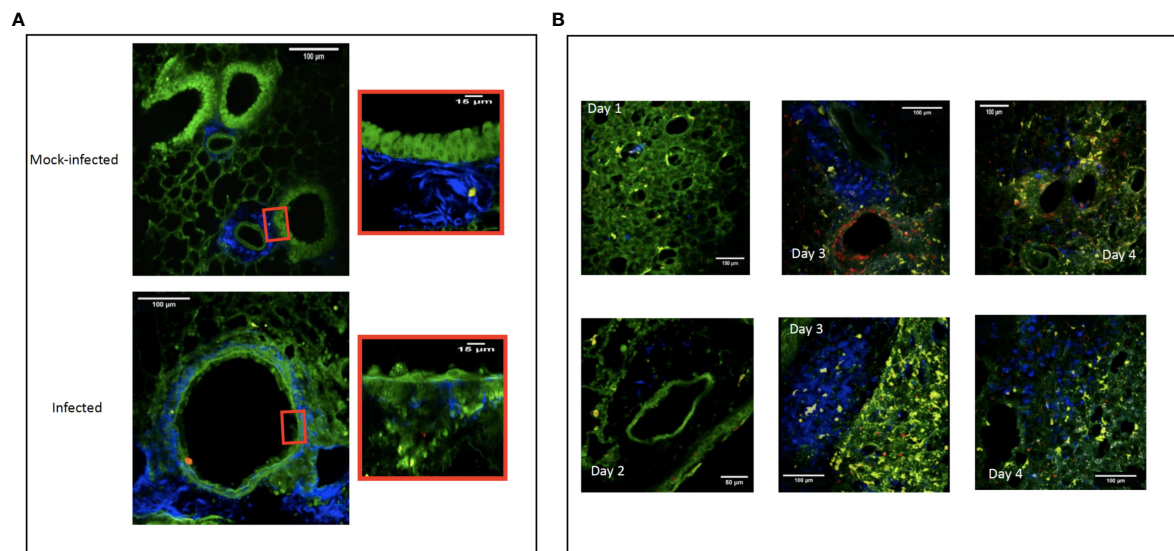 A
B
100 µm
15 µm
Mock-infected
100 µm
15 µm
Infected
Day 1
100 µm
100 µm
Day 3
100 µm
Day 4
Day 2
50 µm
Day 3
100 µm
Day 4
100 µm